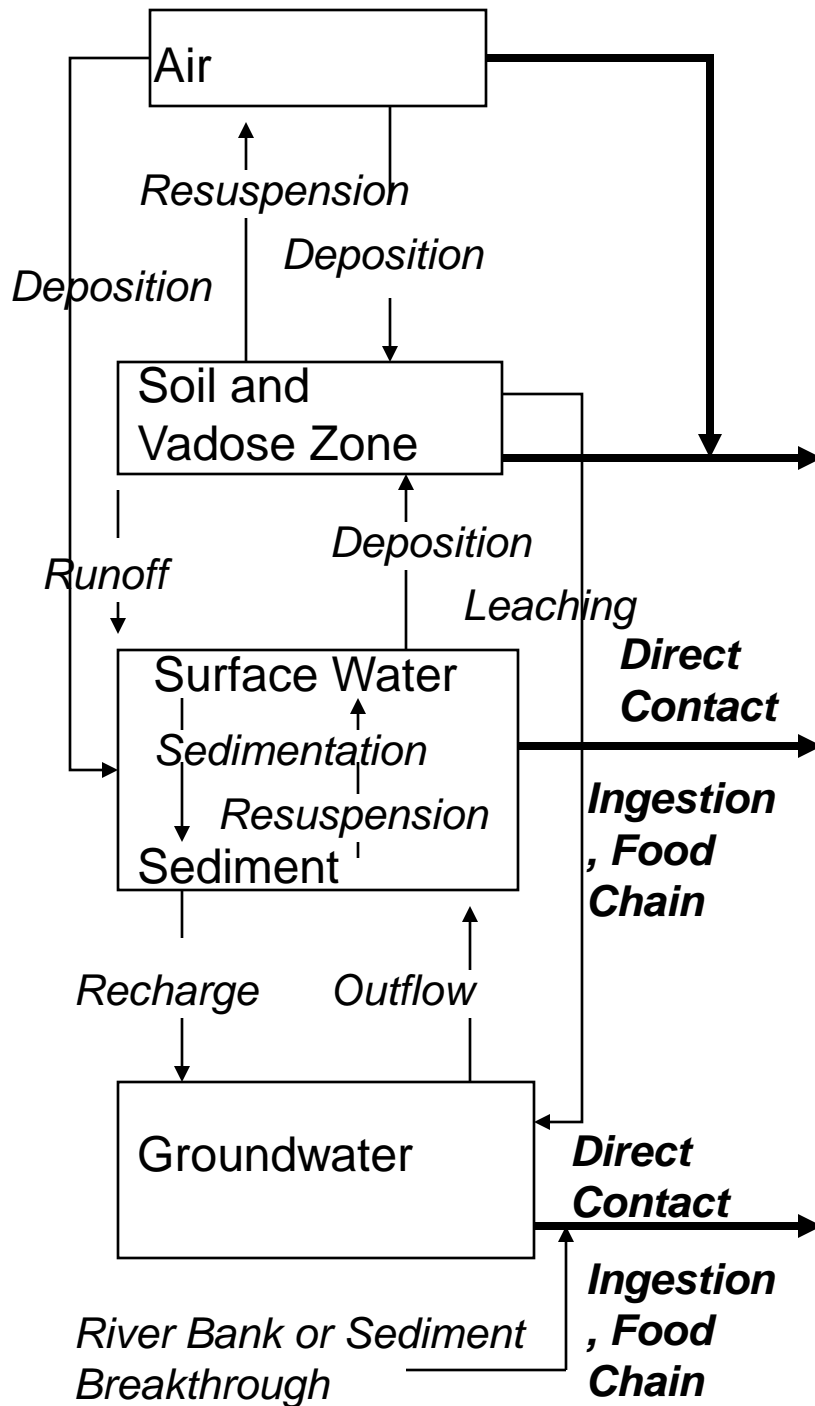 Air
Resuspension
Deposition
Deposition
Soil and
Vadose Zone
Deposition
Runoff
Leaching
Surface Water
Direct
Contact
Sedimentation
Ingestion
, Food
Chain
Resuspension
Sediment
Recharge
Outflow
Groundwater
Direct
Contact
Ingestion
, Food
Chain
River Bank or Sediment
Breakthrough